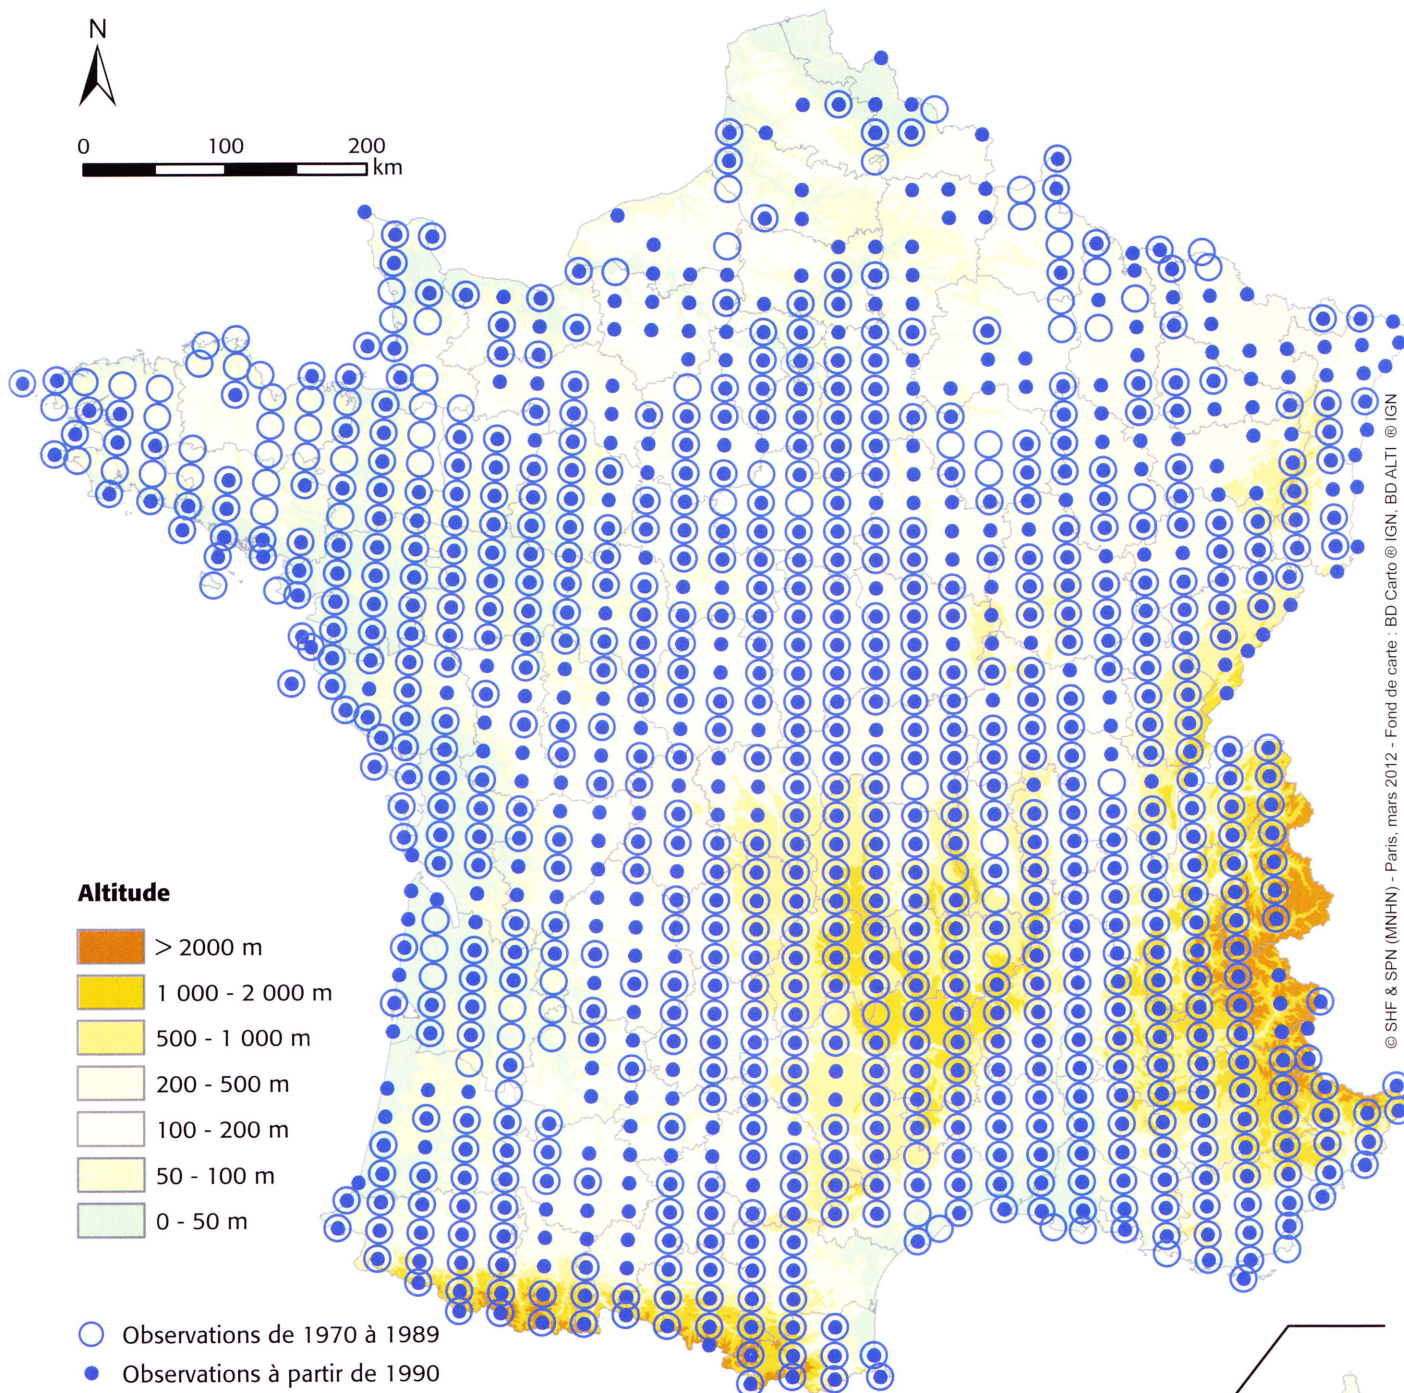 N
0 100 200
km
Altitude
> 2000 m
1 000 - 2 000 m
500 - 1 000 m
200 - 500 m
100 - 200 m
50 - 100 m
0 - 50 m
Observations de 1970 à 1989
Observations à partir de 1990
© SHF & SPN (MNHN) - Paris, mars 2012 - Fond de carte : BD Carto ® IGN, BD ALTI ® IGN